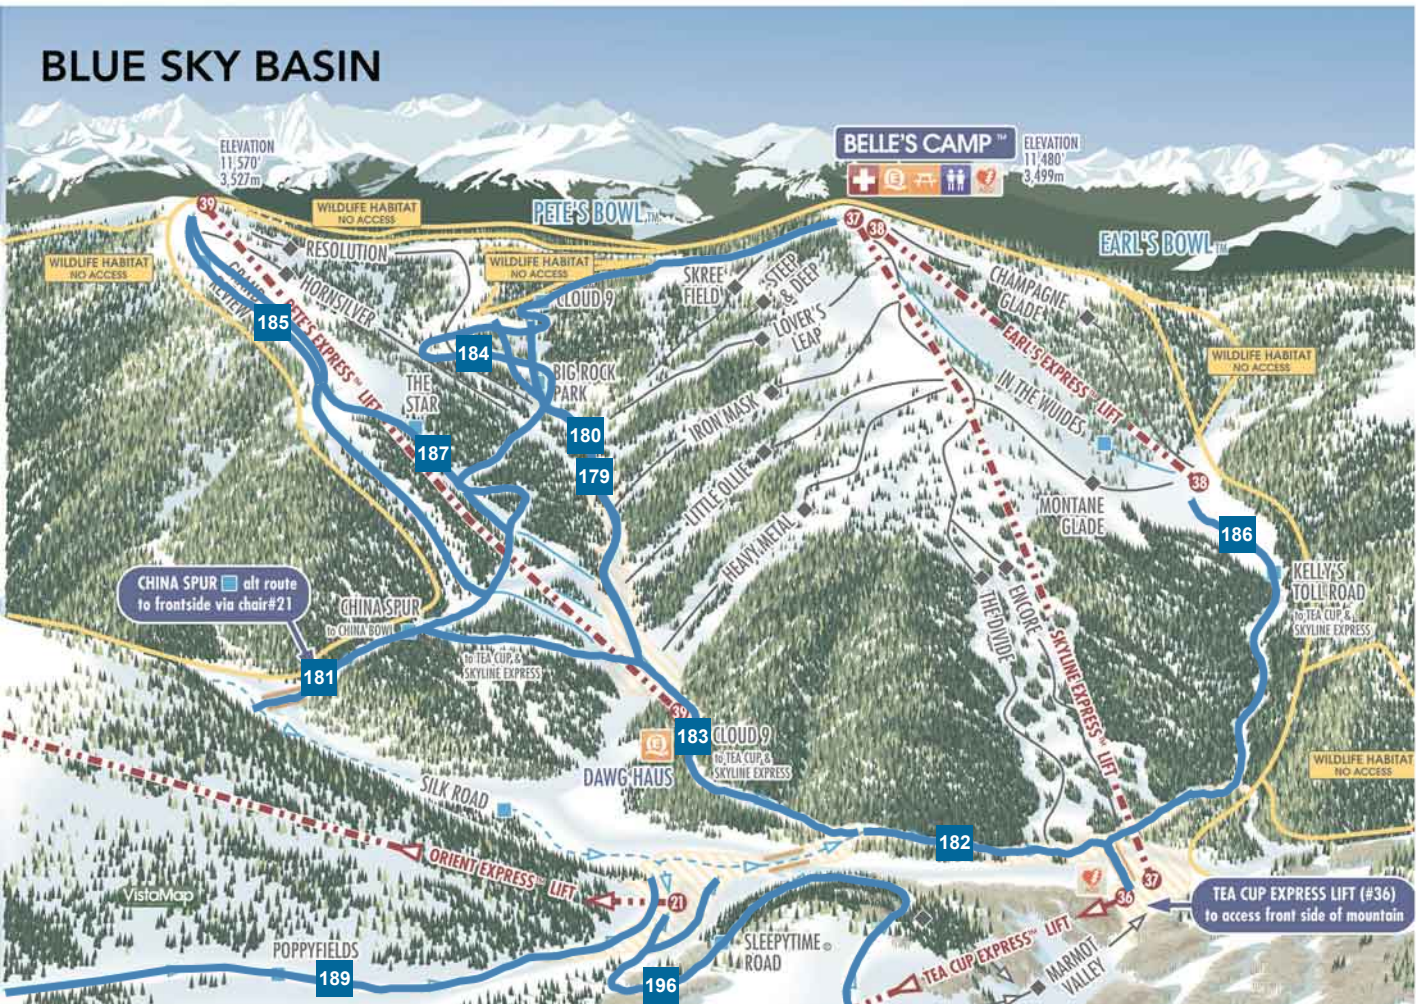 BLUE SKY BASIN
ELEVATION
11,570'
3,527m
39
BELLE'S CAMP™
ELEVATION
11,480'
3,499m
WILDLIFE HABITAT
NO ACCESS
PETE'S BOWL™
37
38
EARL'S BOWL™
WILDLIFE HABITAT
NO ACCESS
RESOLUTION
WILDLIFE HABITAT
NO ACCESS
SKREE
FIELD
STEEP
& DEEP
CHAMPAGNE
GLADE
HORNSILVER
CLOUD 9
185
PETE'S EXPRESS™ LIFT
LOVER'S
LEAP
EARL'S EXPRESS™ LIFT
184
WILDLIFE HABITAT
NO ACCESS
THE
STAR
BIG ROCK
PARK
IN THE WUIDES
IRON MASK
180
187
179
LITTLE OLLIE
38
MONTANE
GLADE
HEAVY METAL
186
CHINA SPUR alt route
to frontside via chair#21
CHINA SPUR
to CHINA BOWL
ENCORE
THE DIVIDE
KELLY'S
TOLL ROAD
to TEA CUP &
SKYLINE EXPRESS
181
to TEA CUP &
SKYLINE EXPRESS
SKYLINE EXPRESS™ LIFT
39
183
CLOUD 9
to TEA CUP &
SKYLINE EXPRESS
DAWG HAUS
WILDLIFE HABITAT
NO ACCESS
SILK ROAD
182
ORIENT EXPRESS™ LIFT
VistaMap
21
37
36
TEA CUP EXPRESS LIFT (#36)
to access front side of mountain
POPPYFIELDS
189
SLEEPYTIME
ROAD
196
TEA CUP EXPRESS™ LIFT
MARMOT
VALLEY